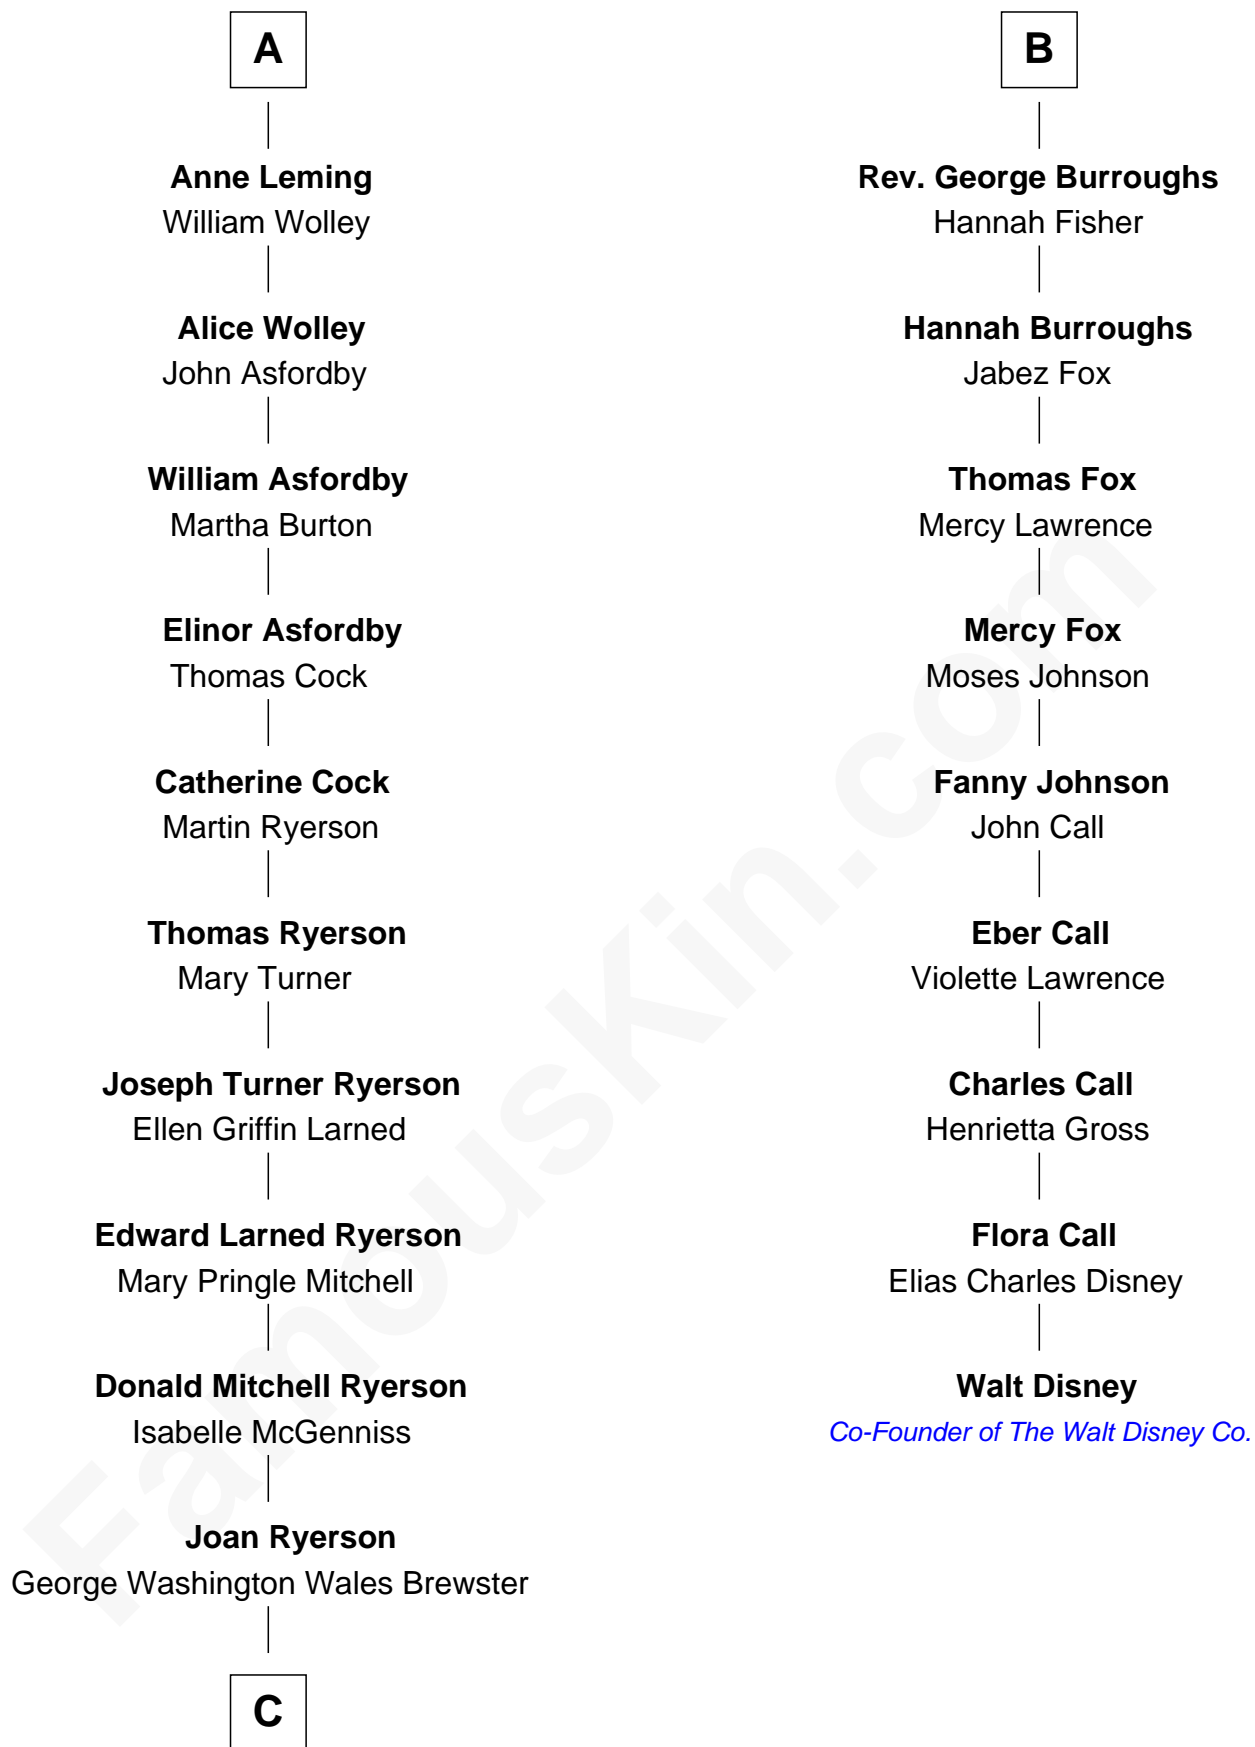 A
Anne Leming
William Wolley
Alice Wolley
John Asfordby
William Asfordby
Martha Burton
Elinor Asfordby
Thomas Cock
Catherine Cock
Martin Ryerson
Thomas Ryerson
Mary Turner
Joseph Turner Ryerson
Ellen Griffin Larned
Edward Larned Ryerson
Mary Pringle Mitchell
Donald Mitchell Ryerson
Isabelle McGenniss
Joan Ryerson
George Washington Wales Brewster
C
B
Rev. George Burroughs
Hannah Fisher
Hannah Burroughs
Jabez Fox
Thomas Fox
Mercy Lawrence
Mercy Fox
Moses Johnson
Fanny Johnson
John Call
Eber Call
Violette Lawrence
Charles Call
Henrietta Gross
Flora Call
Elias Charles Disney
Walt Disney
Co-Founder of The Walt Disney Co.
FamousKin.com